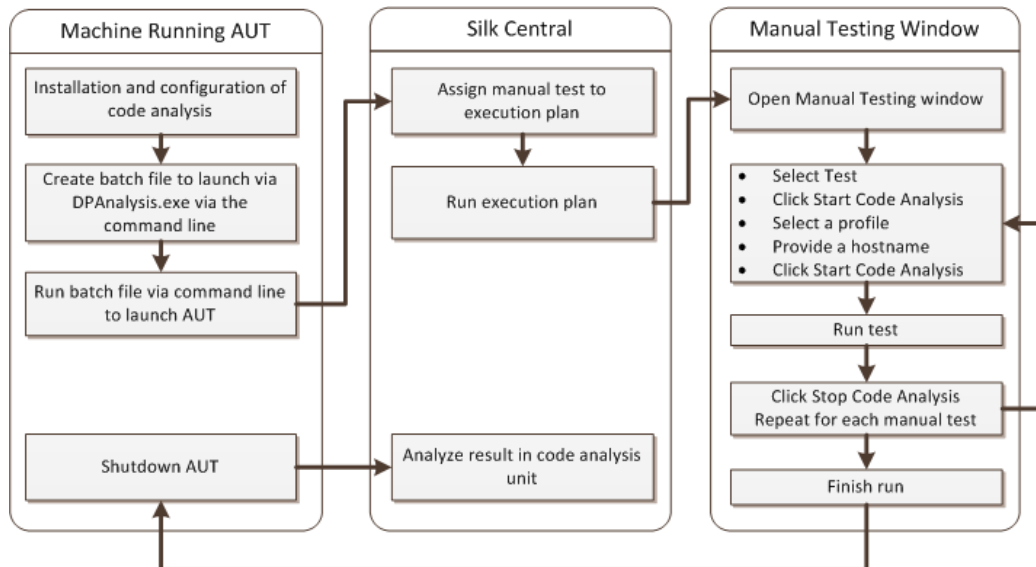 Machine Running AUT
Installation and configuration of
code analysis
Create batch file to launch via
DPAnalysis.exe via the
command line
Run batch file via command line
to launch AUT
Shutdown AUT
Silk Central
Assign manual test to
execution plan
Run execution plan
Analyze result in code analysis
unit
Manual Testing Window
Open Manual Testing window
• Select Test
• Click Start Code Analysis
• Select a profile
• Provide a hostname
• Click Start Code Analysis
Run test
Click Stop Code Analysis
Repeat for each manual test
Finish run